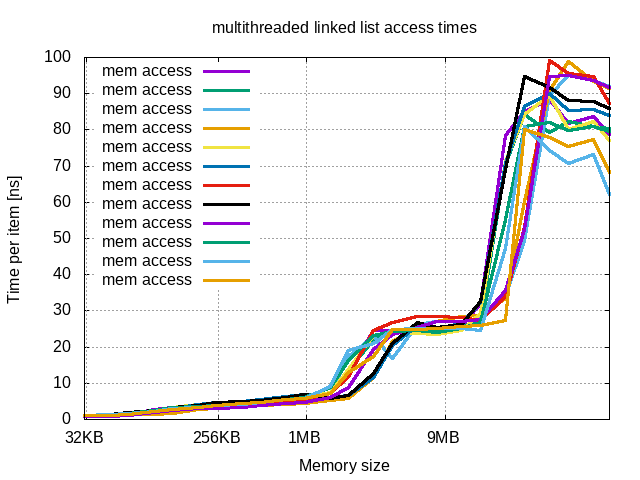 multithreaded linked list access times
100
90
80
70
60
50
40
30
20
10
0
Time per item [ns]
mem access
mem access
mem access
mem access
mem access
mem access
mem access
mem access
mem access
mem access
mem access
mem access
32KB 256KB 1MB 9MB
Memory size